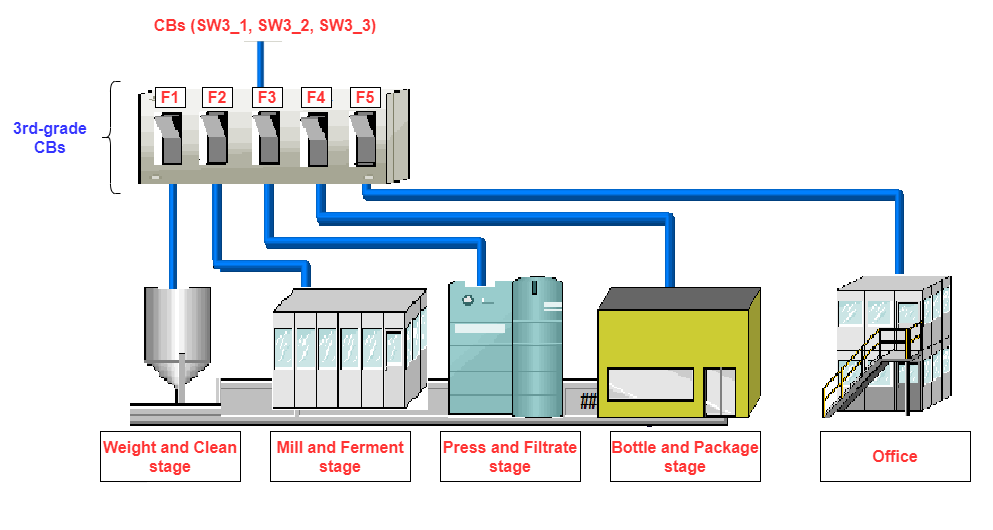 CBs (SW3_1, SW3_2, SW3_3)
F1 F2 F3 F4 F5
3rd-grade
CBs
Weight and Clean
stage
Mill and Ferment
stage
Press and Filtrate
stage
Bottle and Package
stage
Office